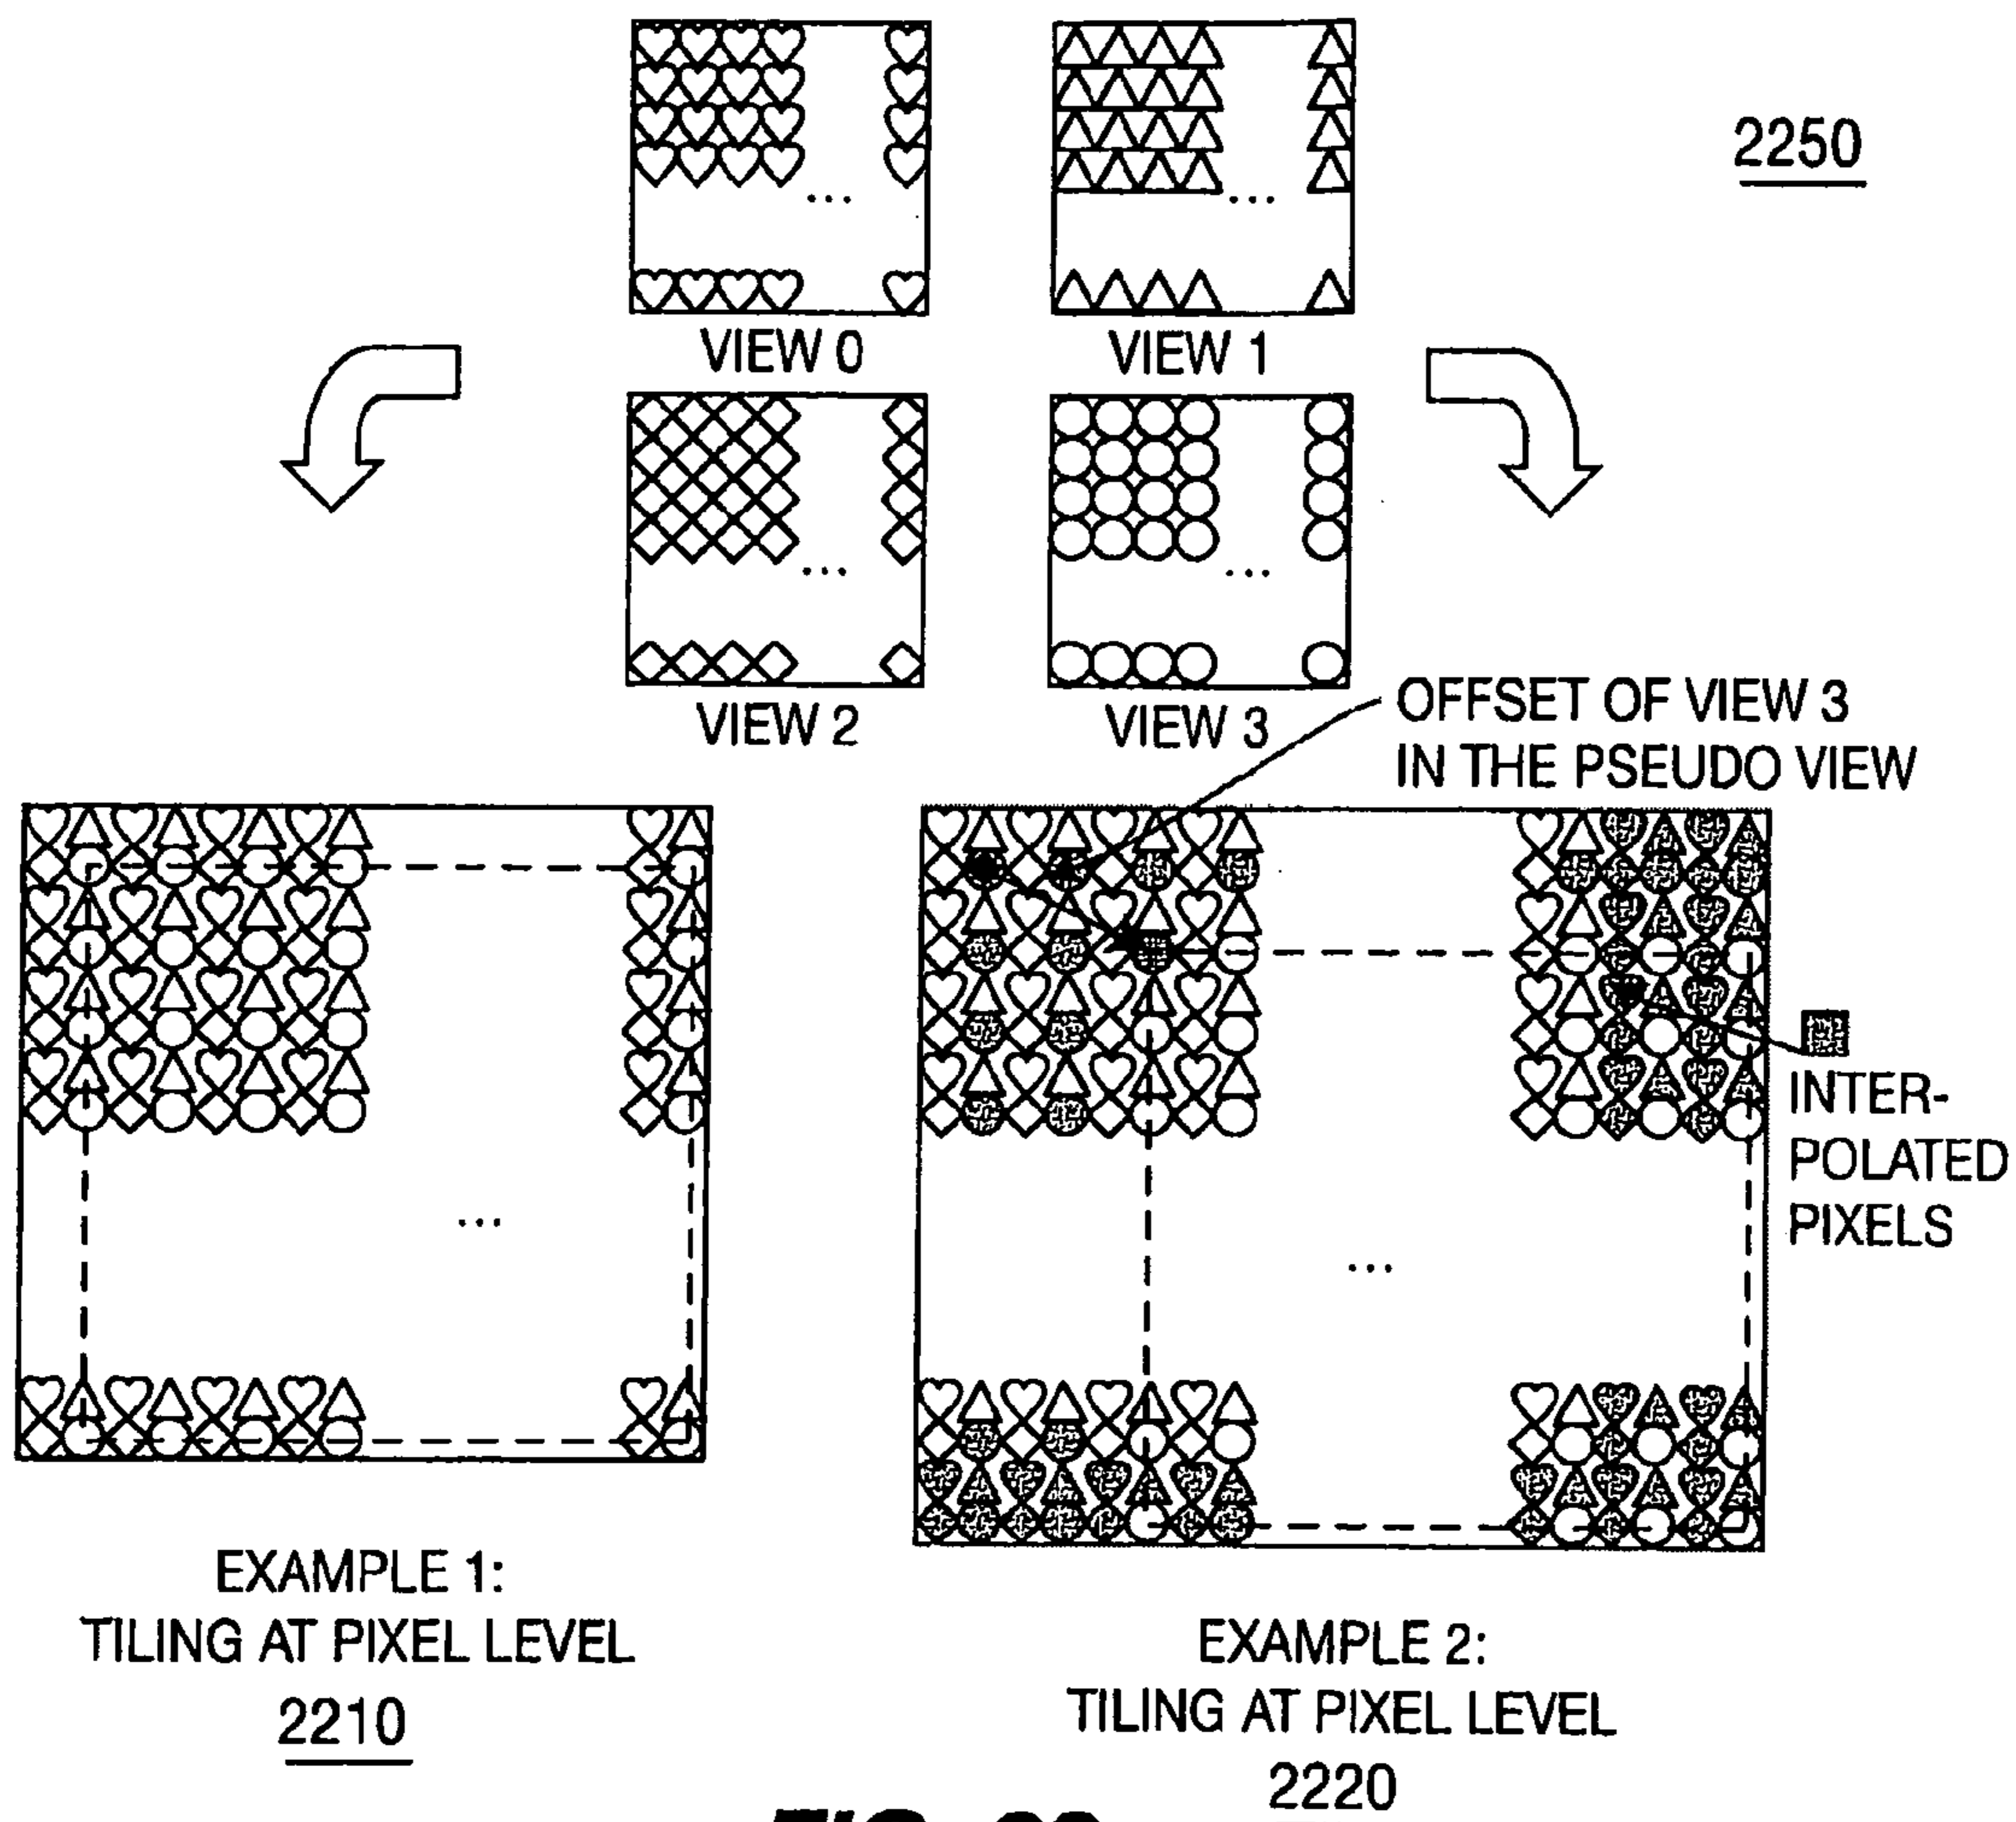 2250
VIEW 0
VIEW 1
...
...
VIEW 2
VIEW 3
...
...
OFFSET OF VIEW 3
IN THE PSEUDO VIEW
INTER-
POLATED
PIXELS
...
...
EXAMPLE 1:
TILING AT PIXEL LEVEL
2210
EXAMPLE 2:
TILING AT PIXEL LEVEL
2220